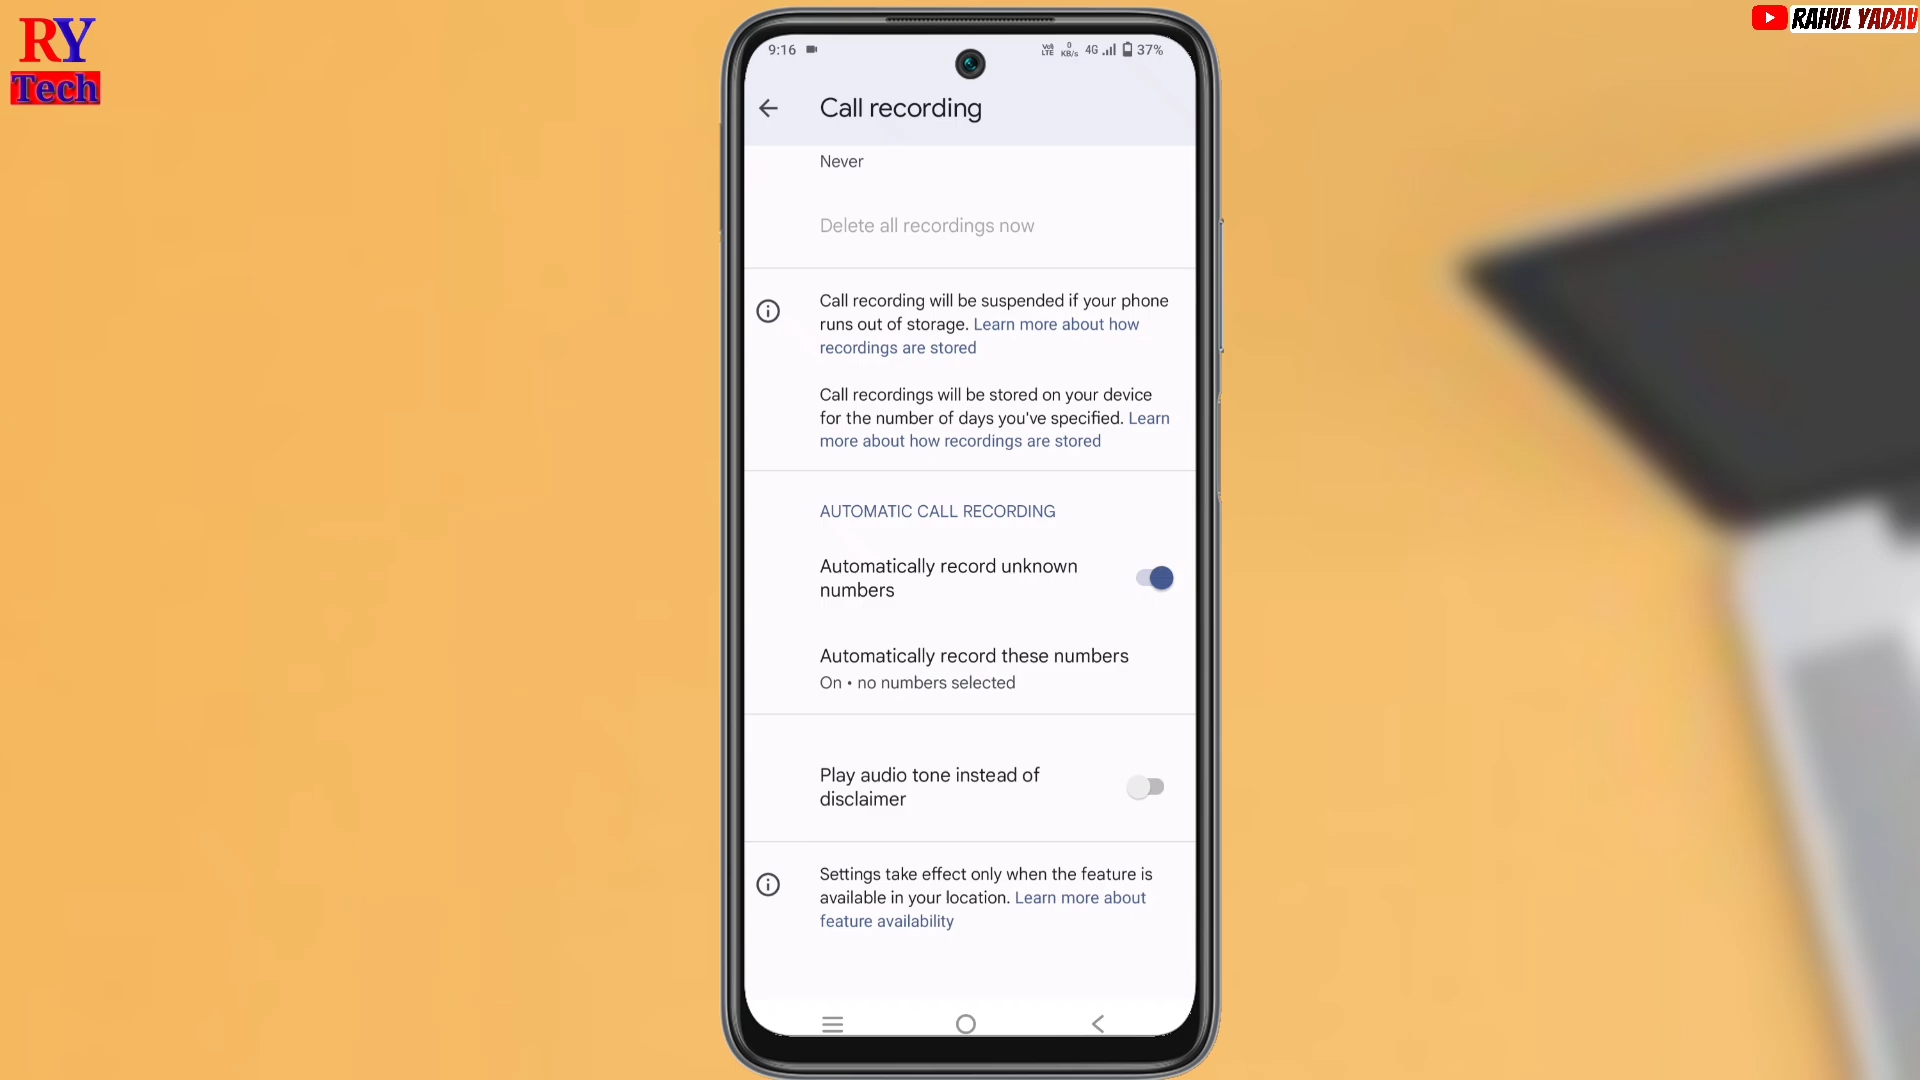 RY
Tech
RAHUL YADAV
9:16
Vo)
LTE
0
KB/s
4G
37%
Call recording
Never
Delete all recordings now
Call recording will be suspended if your phone
runs out of storage. Learn more about how
recordings are stored
Call recordings will be stored on your device
for the number of days you've specified. Learn
more about how recordings are stored
AUTOMATIC CALL RECORDING
Automatically record unknown
numbers
Automatically record these numbers
On • no numbers selected
Play audio tone instead of
disclaimer
Settings take effect only when the feature is
available in your location. Learn more about
feature availability